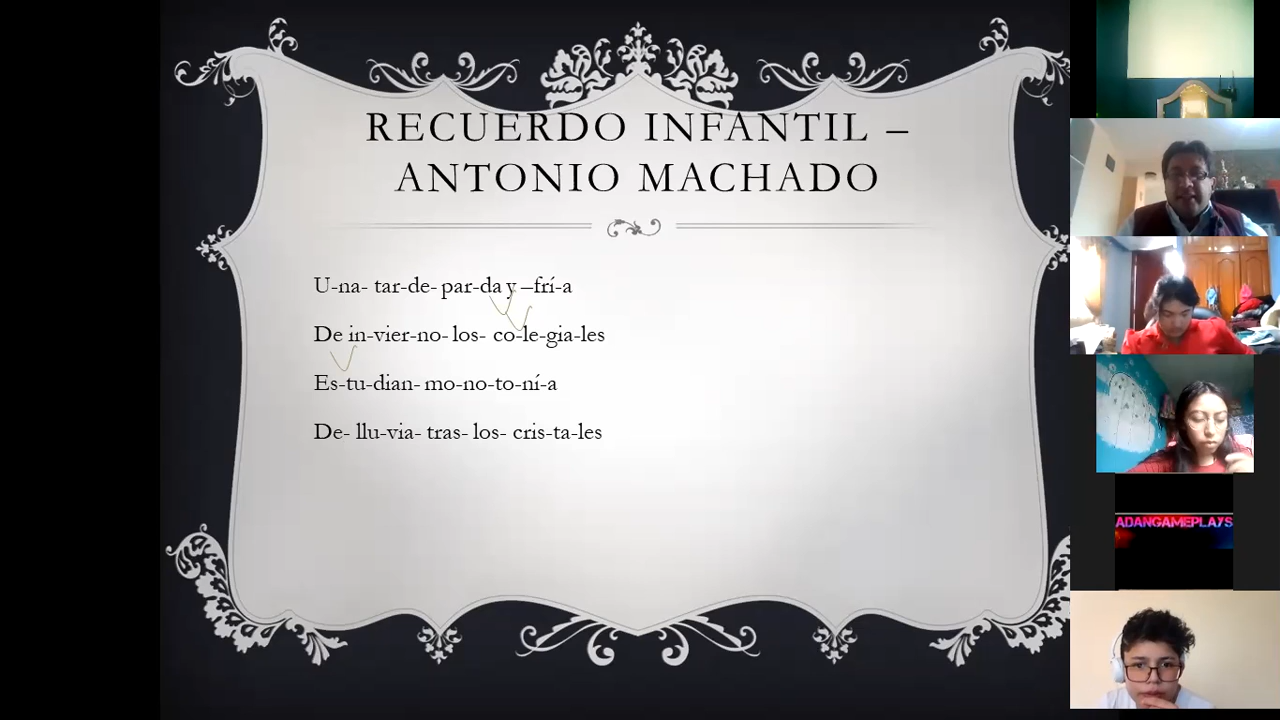 RECUERDO INFANTIL –
ANTONIO MACHADO
U-na- tar-de- par-da y –frí-a
De in-vier-no- los- co-le-gia-les
Es-tu-dian- mo-no-to-ní-a
De- llu-via- tras- los- cris-ta-les
ADANGAMEPLAYS